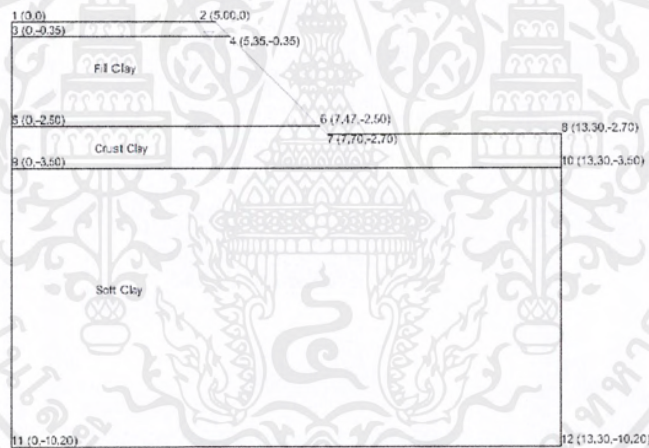 1 (0,0) 2 (5.00,0)
3 (0,-0.35) 4 (5.35,-0.35)
Fill Clay
5 (0,-2.50) 6 (7.47,-2.50)
7 (7.70,-2.70) 8 (13.30,-2.70)
Crust Clay
9 (0,-3.50) 10 (13.30,-3.50)
Soft Clay
11 (0,-10.20) 12 (13.30,-10.20)